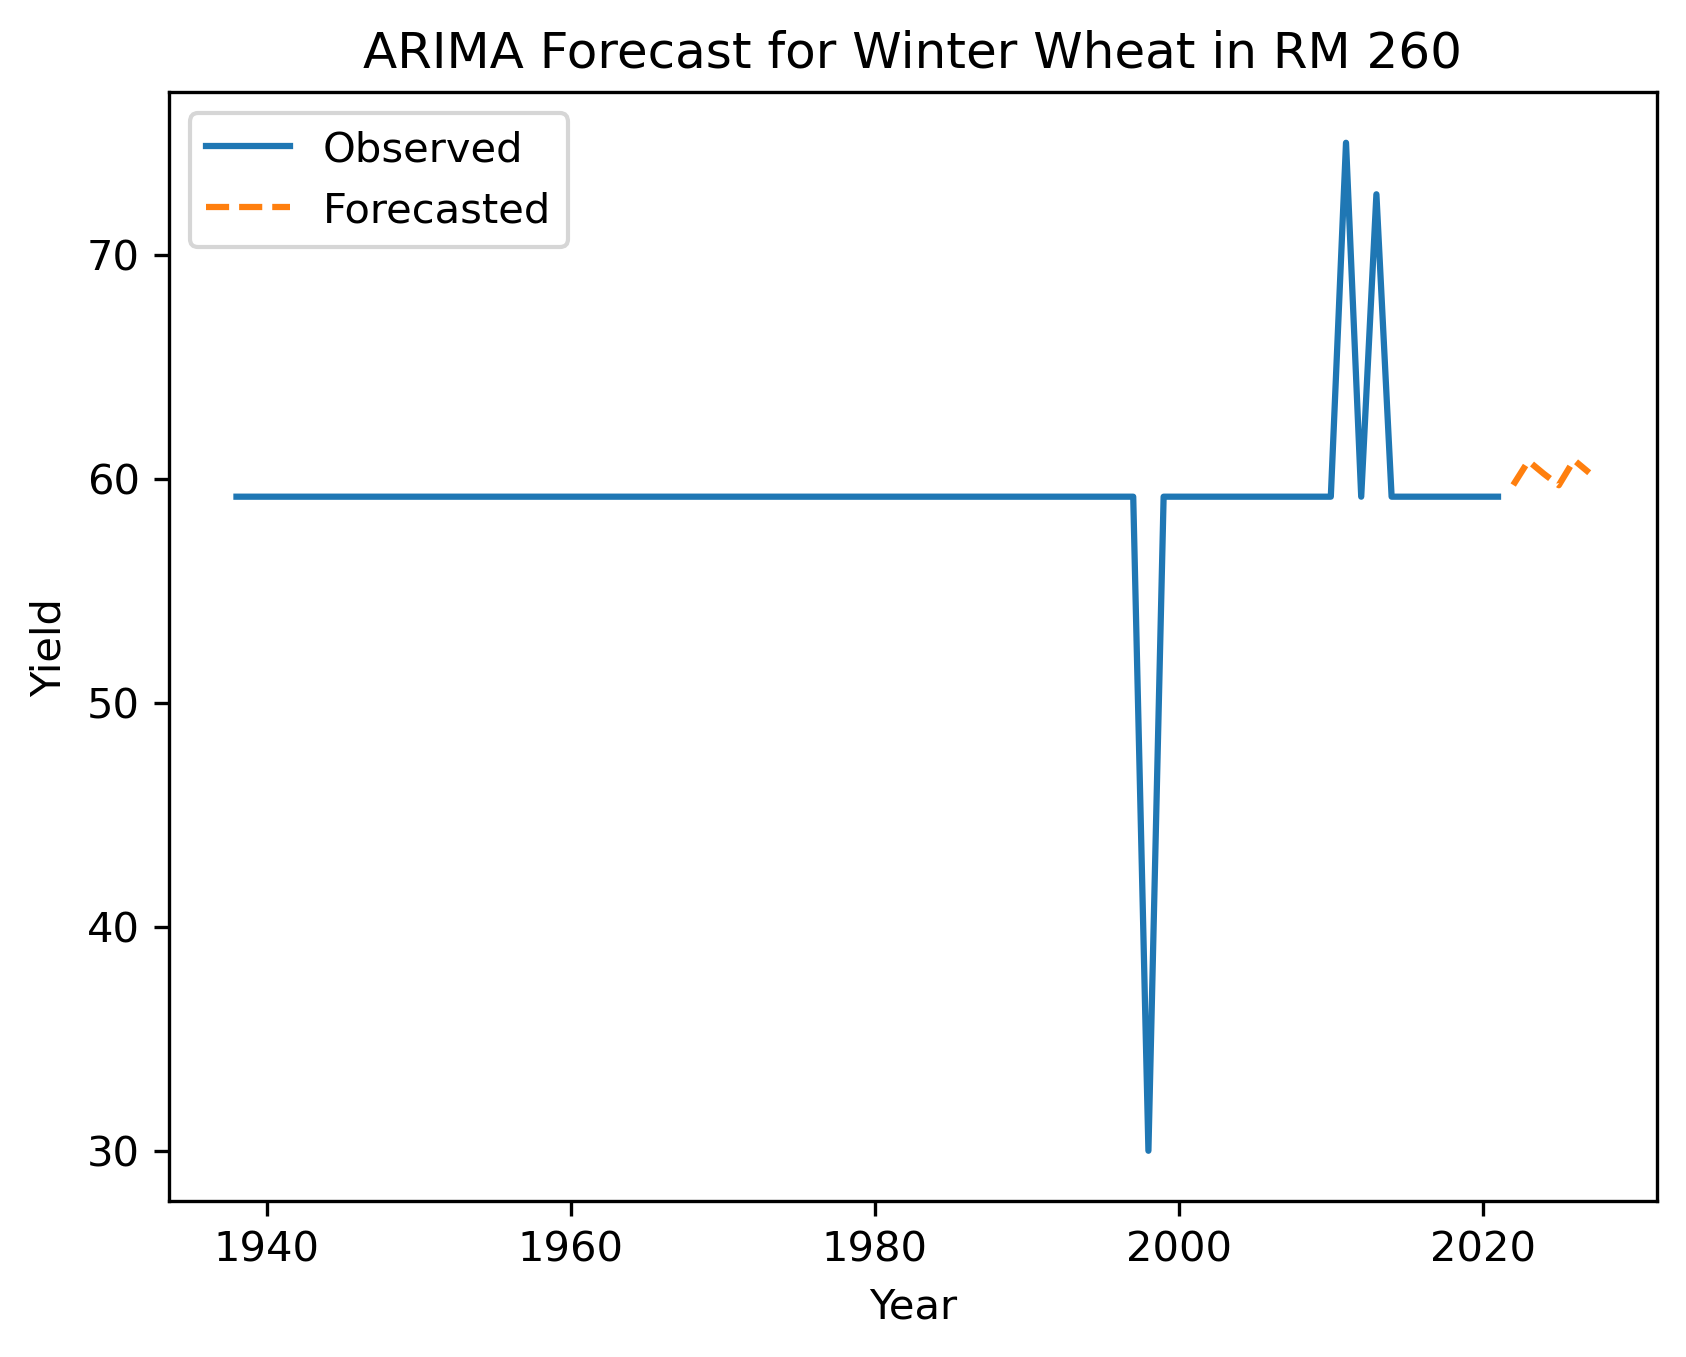 ARIMA Forecast for Winter Wheat in RM 260
Observed
Forecasted
70
60
50
40
30
Yield
1940 1960 1980 2000 2020
Year